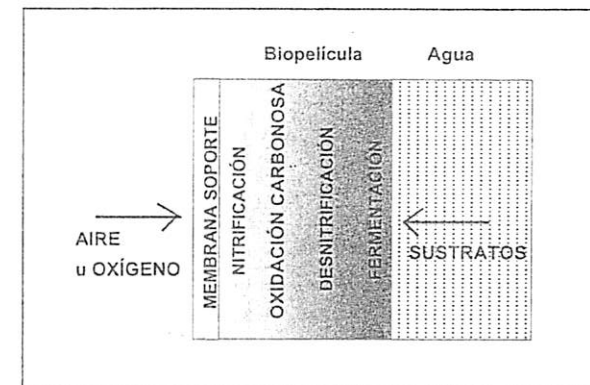 Biopelícula
Agua
MEMBRANA SOPORTE
NITRIFICACIÓN
OXIDACIÓN CARBONOSA
DESNITRIFICACIÓN
FERMENTACIÓN
AIRE
u OXÍGENO
SUSTRATOS